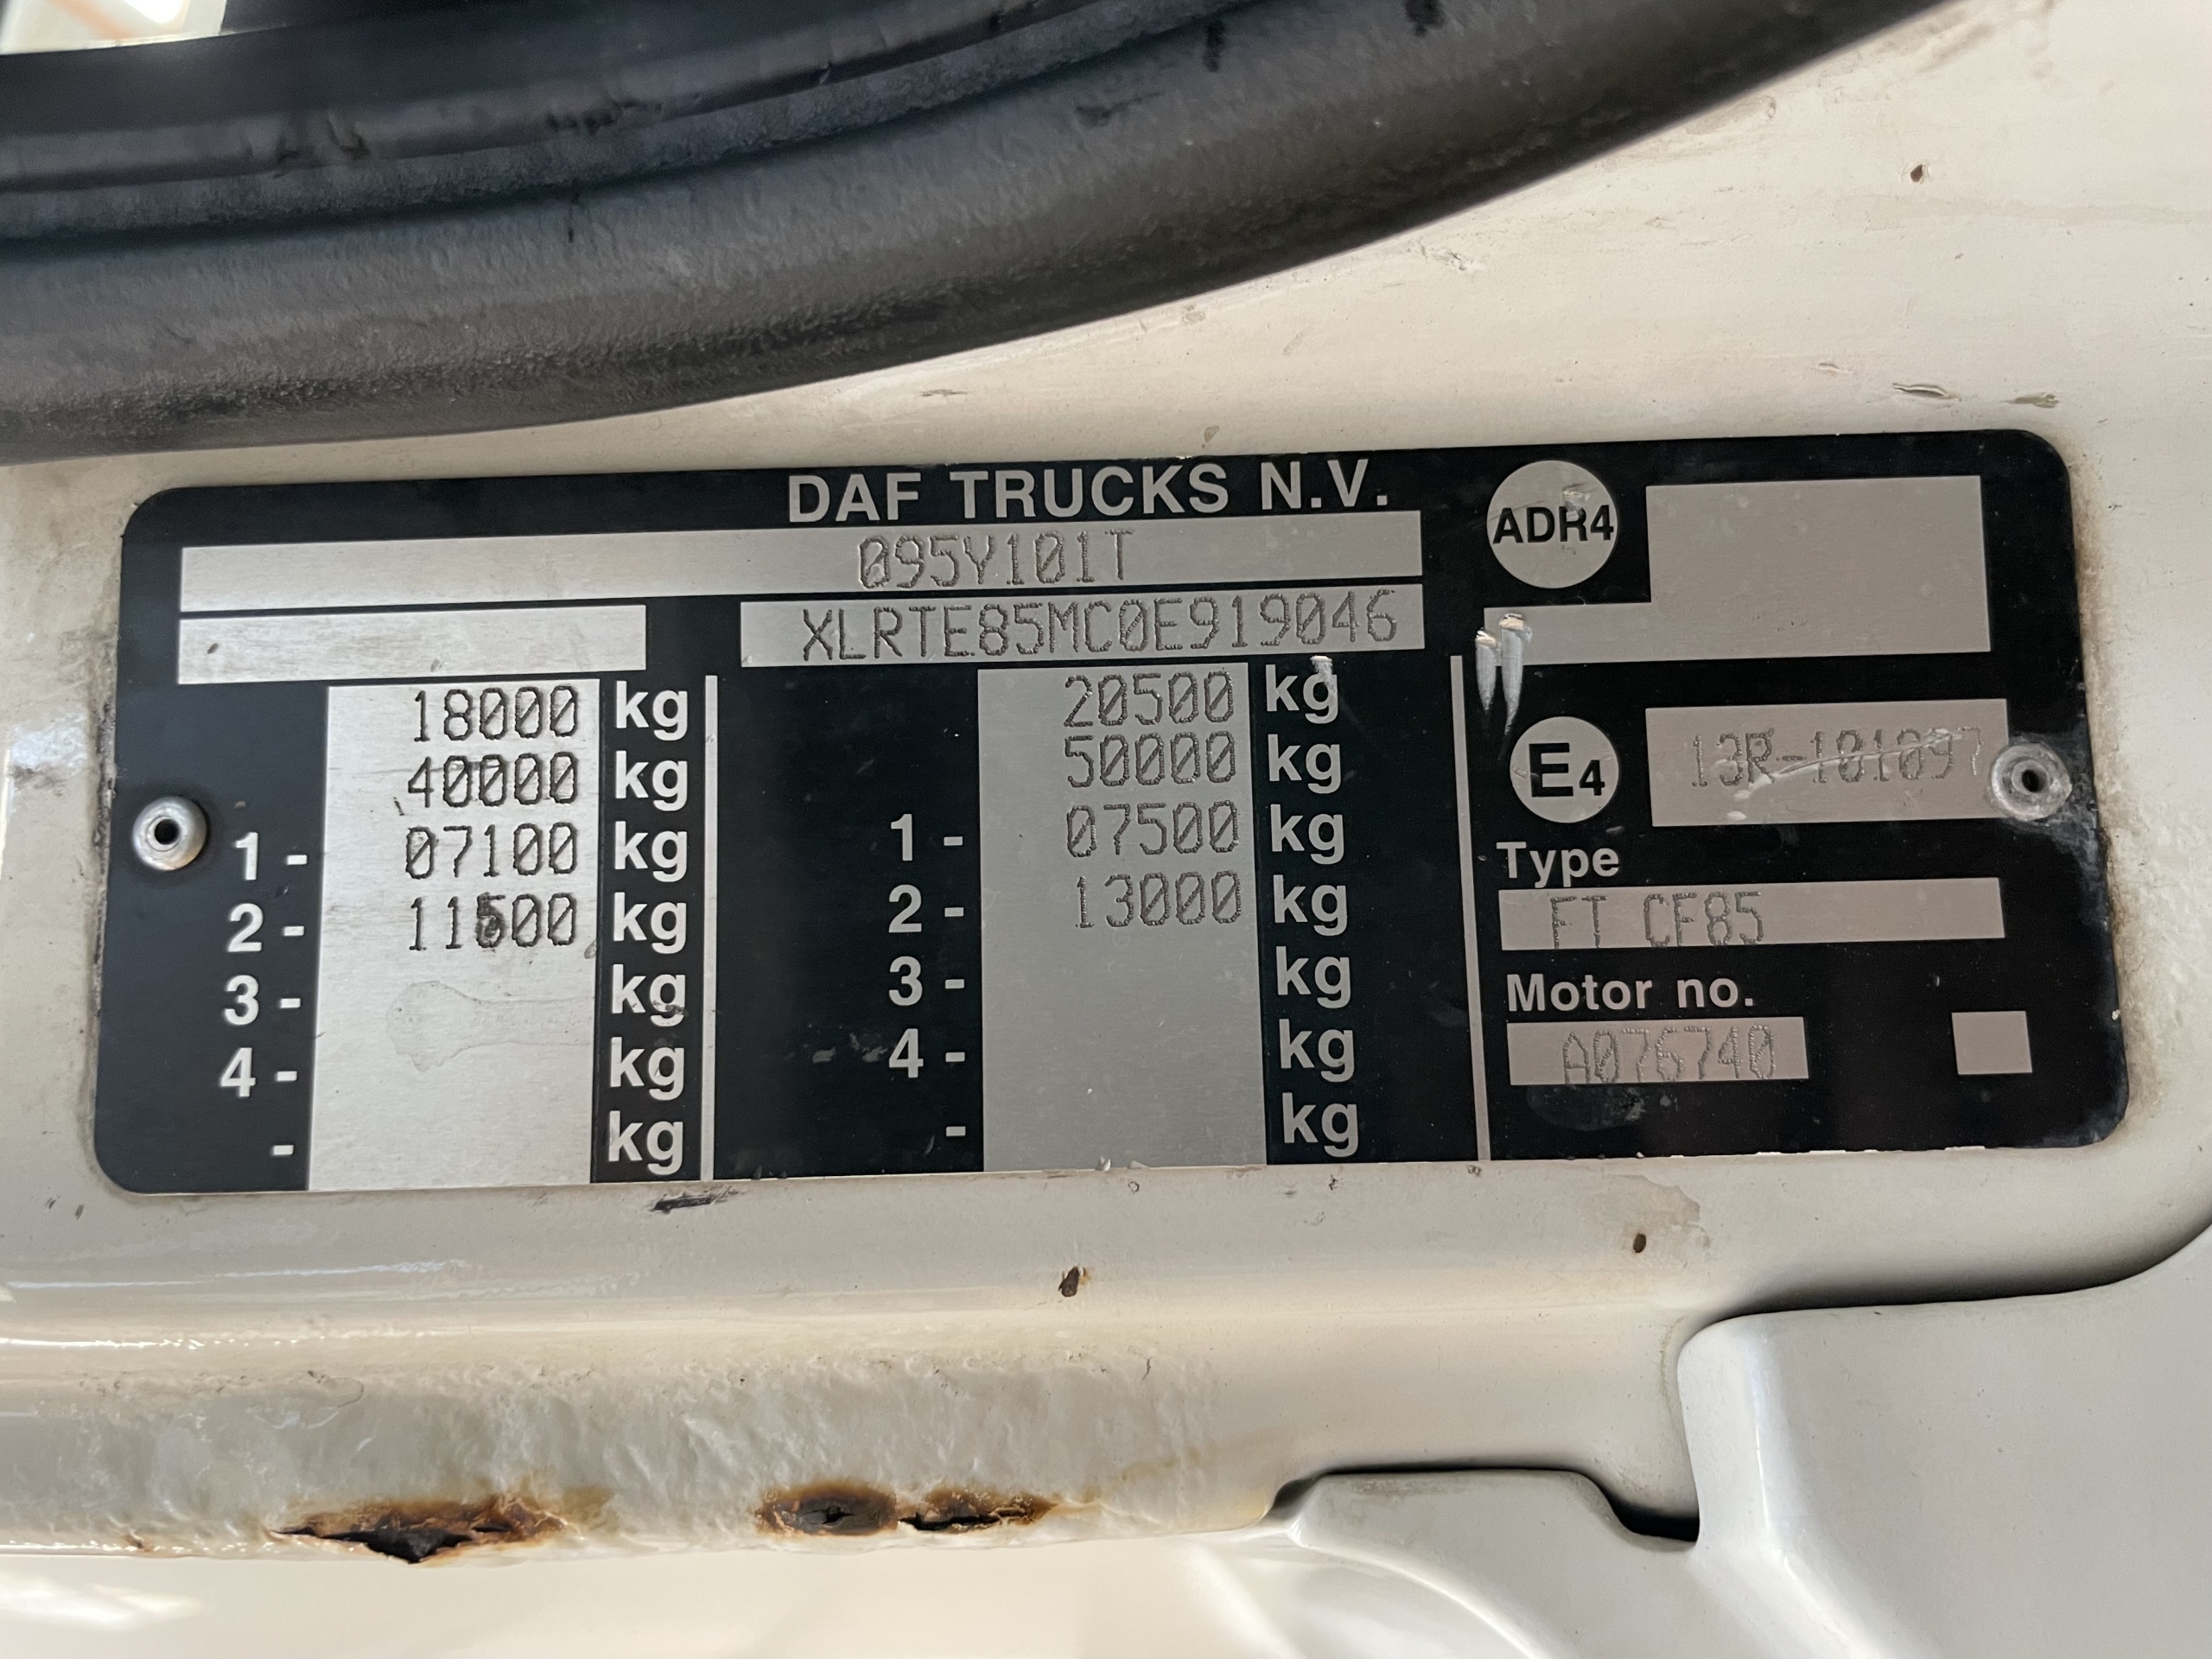 DAF TRUCKS N.V.
ADR4
095Y101T
XLRTE85MC0E919046
18000 kg
40000 kg
1 - 07100 kg
2 - 11500 kg
3 - kg
4 - kg
- kg
20500 kg
50000 kg
1 - 07500 kg
2 - 13000 kg
3 - kg
4 - kg
- kg
E4 13R-101097
Type
FT CF85
Motor no.
A076740